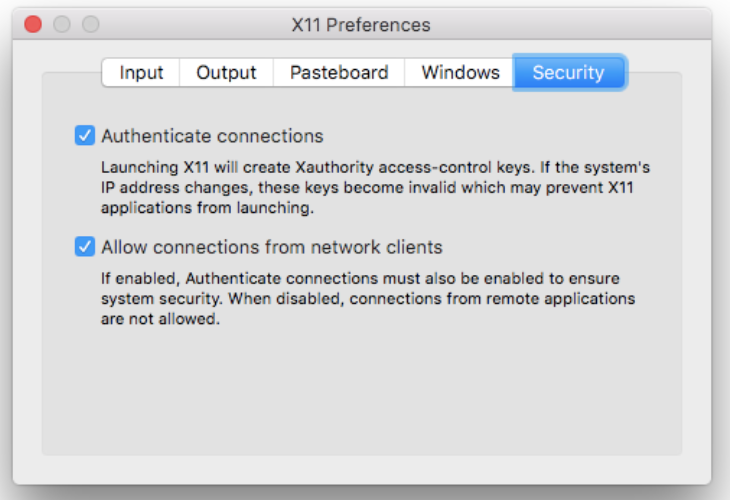 X11 Preferences
Input Output Pasteboard Windows Security
Authenticate connections
Launching X11 will create Xauthority access-control keys. If the system's
IP address changes, these keys become invalid which may prevent X11
applications from launching.
Allow connections from network clients
If enabled, Authenticate connections must also be enabled to ensure
system security. When disabled, connections from remote applications
are not allowed.